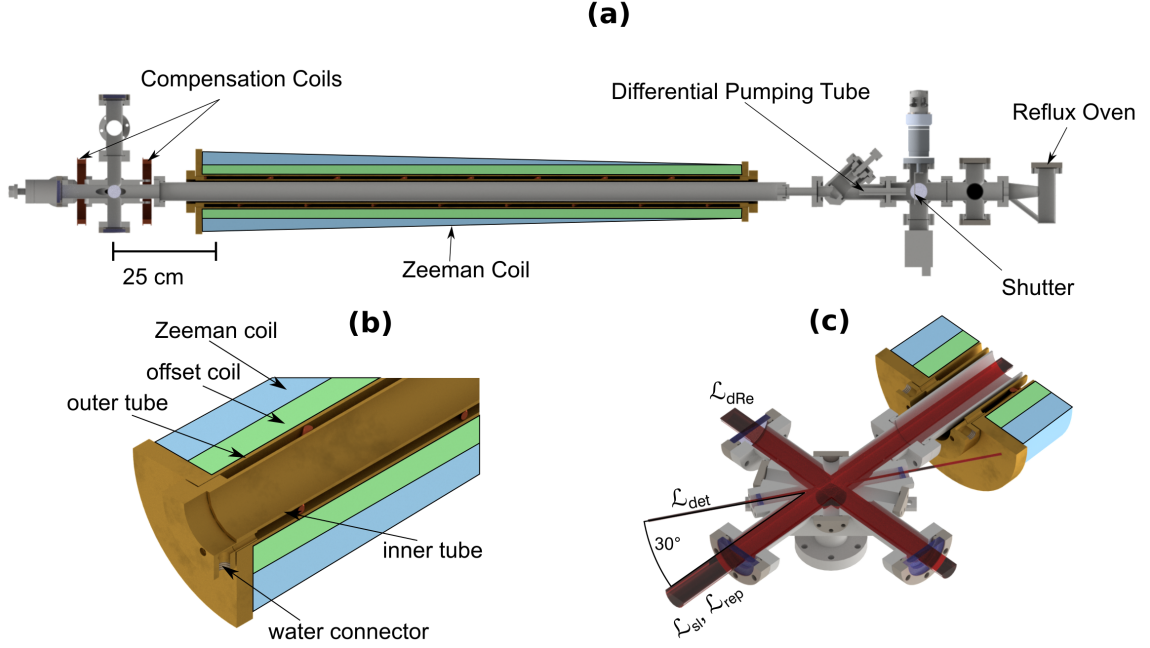 (a)
Compensation Coils
Differential Pumping Tube
Reflux Oven
25 cm
Zeeman Coil
Shutter
(b)
Zeeman coil
offset coil
outer tube
inner tube
water connector
(c)
ℒdRe
ℒdet
30°
ℒsl, ℒrep